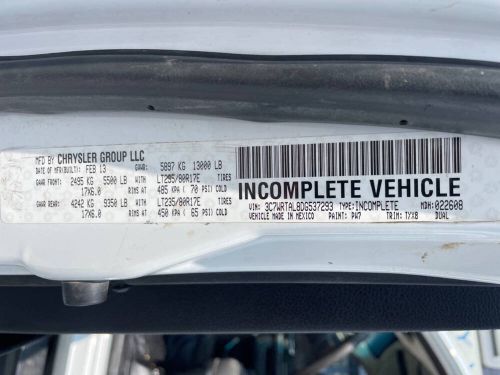 MFD BY CHRYSLER GROUP LLC
DATE OF MFR(BUILT): FEB 13 GVWR: 5897 KG 13000 LB
GAWR FRONT: 2495 KG 5500 LB WITH LT235/80R17E TIRES
17X6.0 RIMS AT 485 KPA ( 70 PSI) COLD
GAWR REAR: 4242 KG 9350 LB WITH LT235/80R17E TIRES
17X6.0 RIMS AT 450 KPA ( 65 PSI) COLD
INCOMPLETE VEHICLE
VIN: 3C7WRTAL8DG537293 TYPE: INCOMPLETE MDH: 022608
VEHICLE MADE IN MEXICO PAINT: PW7 TRIM: TXX8 DUAL